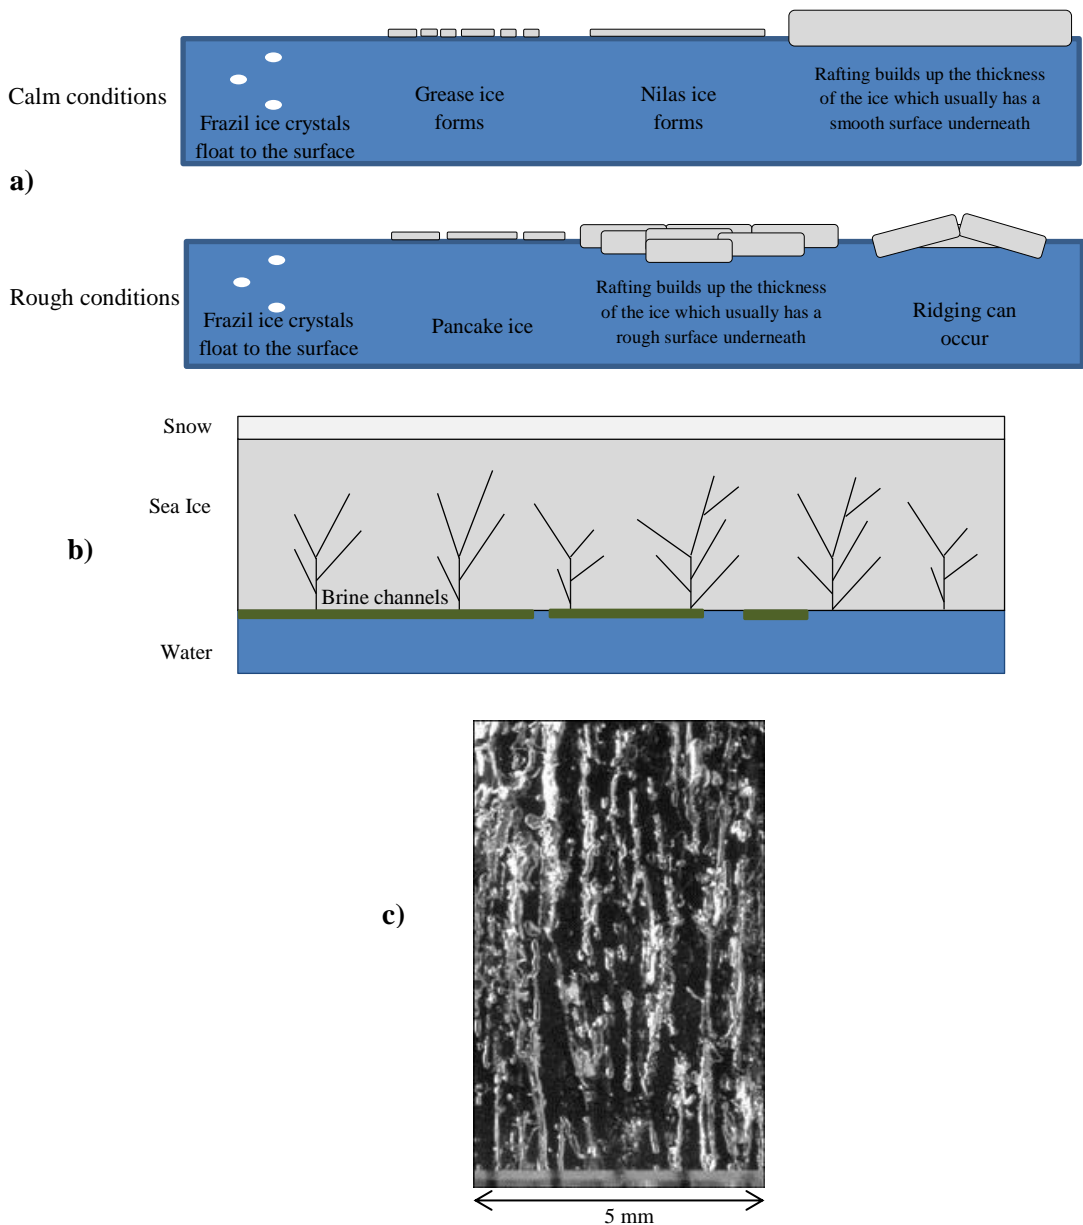 Calm conditions
Frazil ice crystals
float to the surface
Grease ice
forms
Nilas ice
forms
Rafting builds up the thickness
of the ice which usually has a
smooth surface underneath
a)
Rough conditions
Frazil ice crystals
float to the surface
Pancake ice
Rafting builds up the thickness
of the ice which usually has a
rough surface underneath
Ridging can
occur
b)
Snow
Sea Ice
Brine channels
Water
c)
5 mm